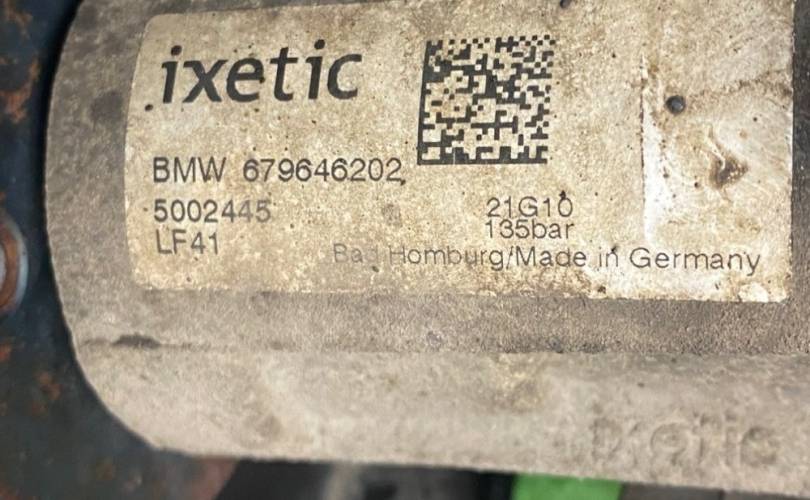 ixetic
BMW 679646202
5002445
21G10
LF41
135bar
Bad Homburg/Made in Germany
ixetic